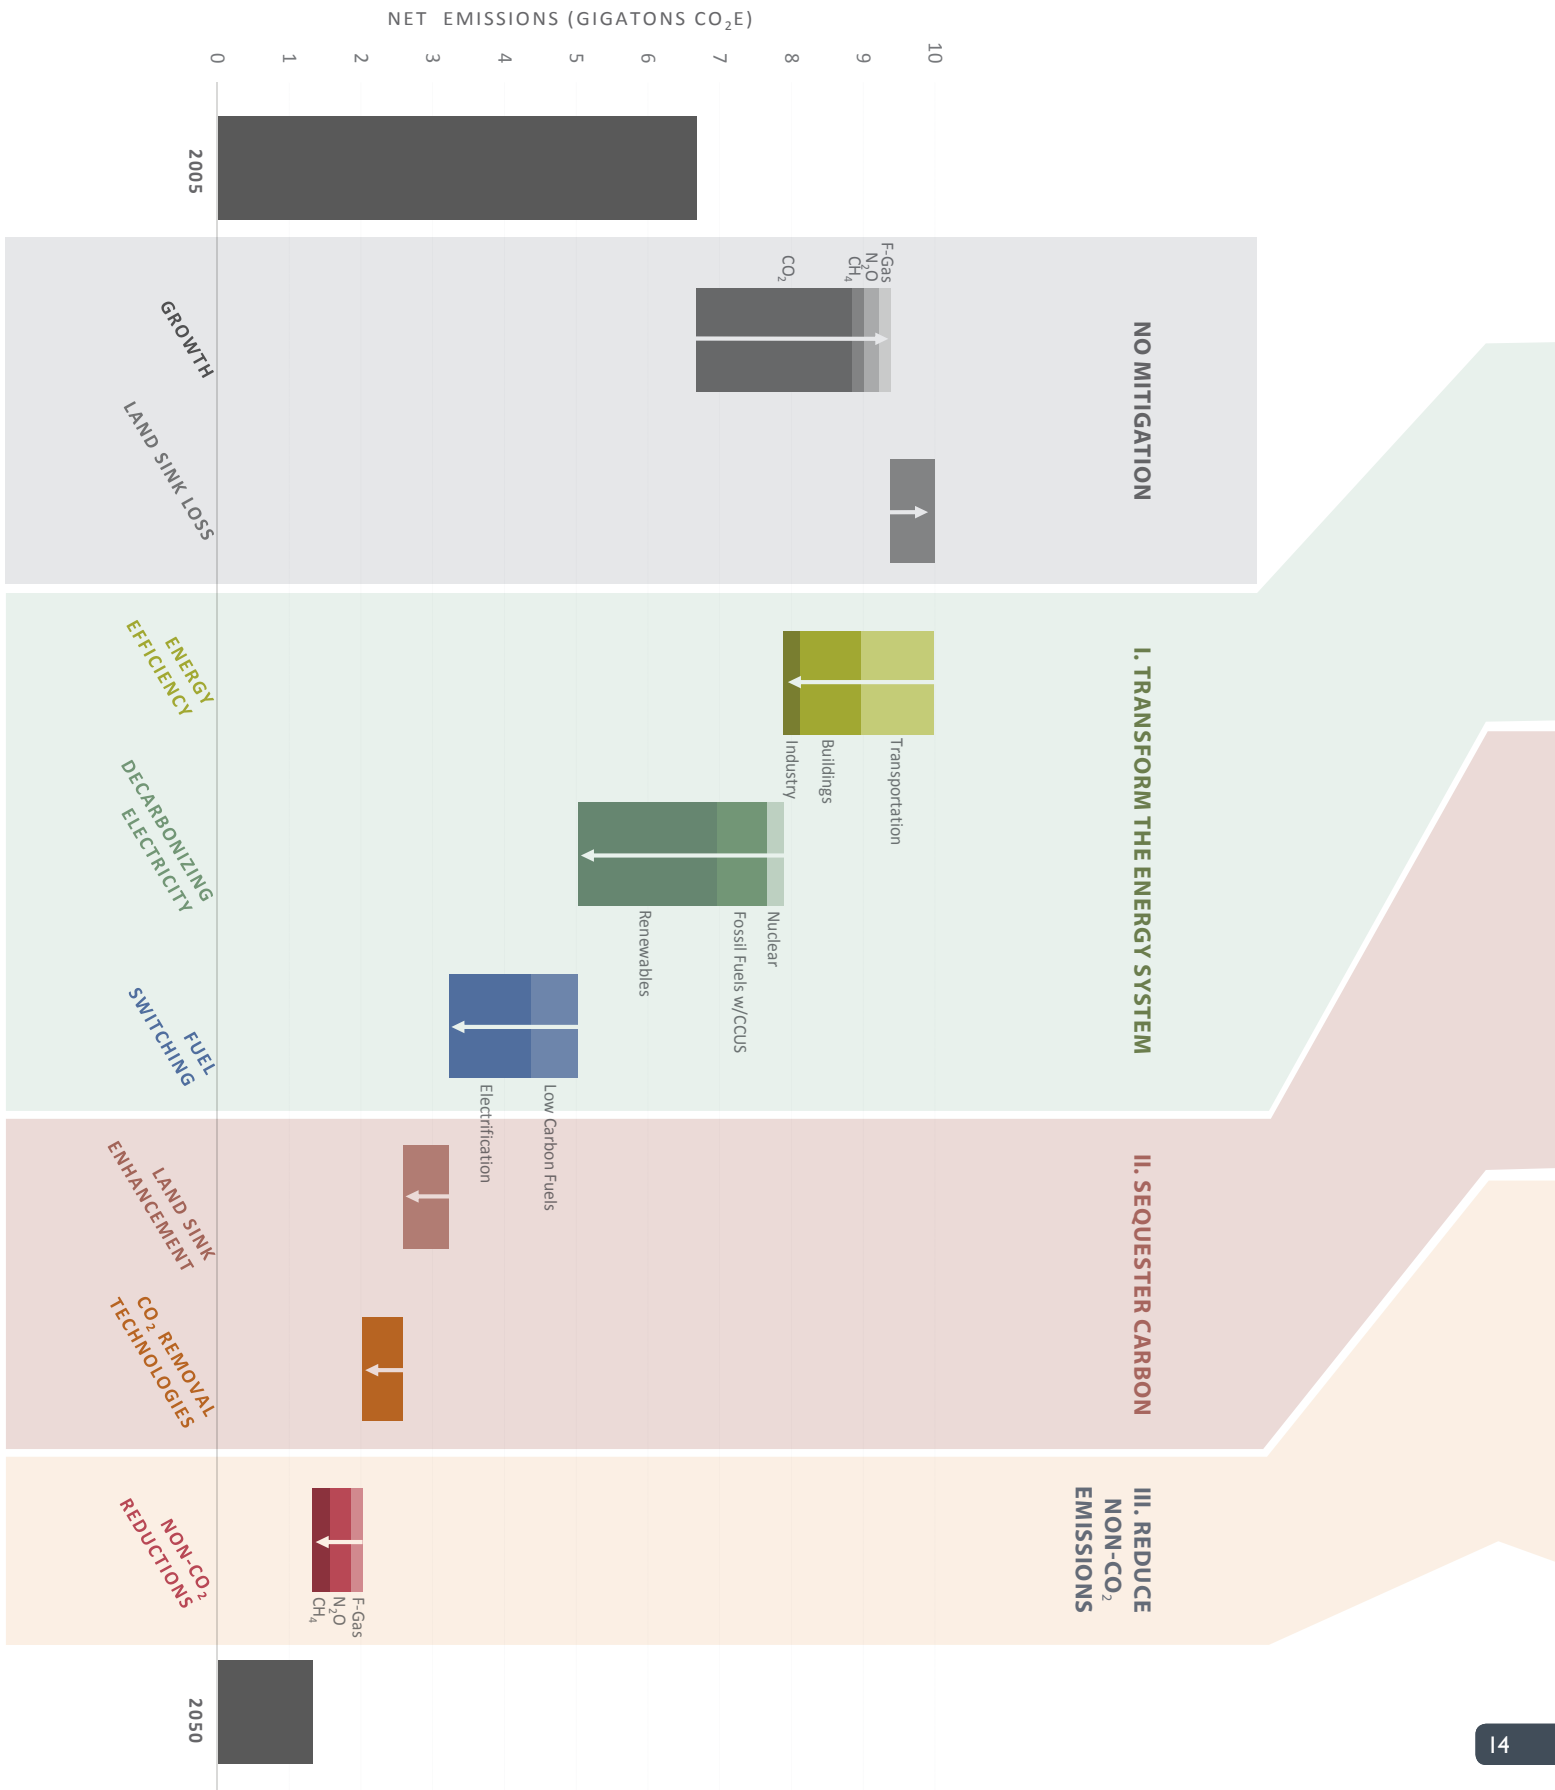 NET EMISSIONS (GIGATONS CO₂E)
10
9
8
7
6
5
4
3
2
1
0
2005
NO MITIGATION
F-Gas
N₂O
CH₄
CO₂
GROWTH
LAND SINK LOSS
I. TRANSFORM THE ENERGY SYSTEM
Transportation
Buildings
Industry
ENERGY
EFFICIENCY
Nuclear
Fossil Fuels w/CCUS
Renewables
DECARBONIZING
ELECTRICITY
Low Carbon Fuels
Electrification
FUEL
SWITCHING
II. SEQUESTER CARBON
LAND SINK
ENHANCEMENT
CO₂ REMOVAL
TECHNOLOGIES
III. REDUCE
NON-CO₂
EMISSIONS
F-Gas
N₂O
CH₄
NON-CO₂
REDUCTIONS
2050
14